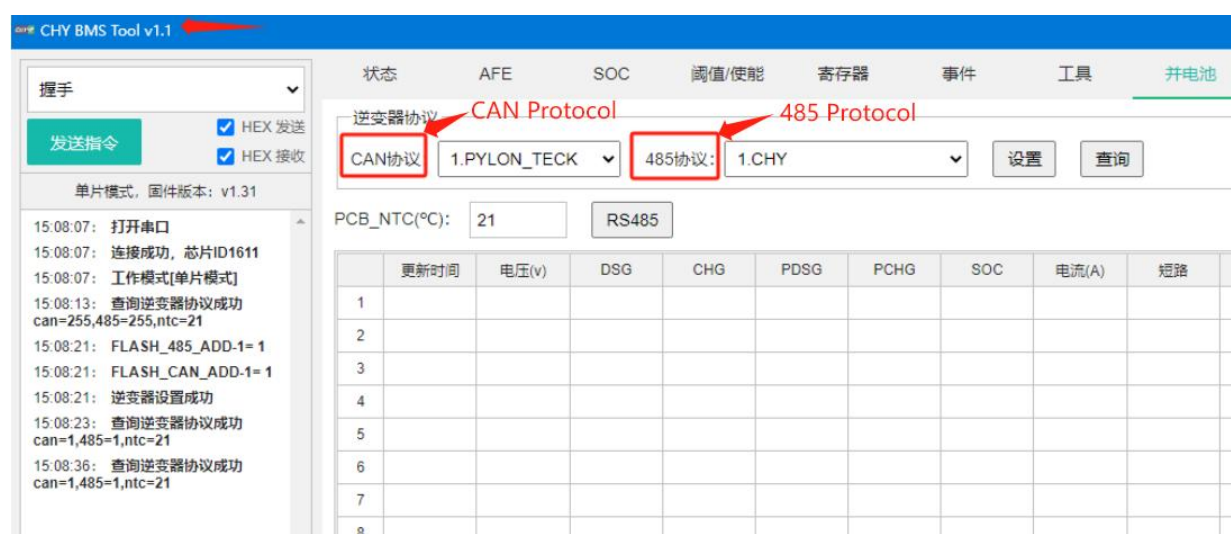 CHY BMS Tool v1.1
握手
发送指令
HEX 发送
HEX 接收
单片模式，固件版本：v1.31
15:08:07： 打开串口
15:08:07： 连接成功，芯片ID1611
15:08:07： 工作模式[单片模式]
15:08:13： 查询逆变器协议成功
can=255,485=255,ntc=21
15:08:21： FLASH_485_ADD-1= 1
15:08:21： FLASH_CAN_ADD-1= 1
15:08:21： 逆变器设置成功
15:08:23： 查询逆变器协议成功
can=1,485=1,ntc=21
15:08:36： 查询逆变器协议成功
can=1,485=1,ntc=21
状态 AFE SOC 阈值/使能 寄存器 事件 工具 并电池
逆变器协议 CAN Protocol 485 Protocol
CAN协议 1.PYLON_TECK 485协议： 1.CHY 设置 查询
PCB_NTC(℃)： 21 RS485
更新时间 电压(v) DSG CHG PDSG PCHG SOC 电流(A) 短路
1
2
3
4
5
6
7
8